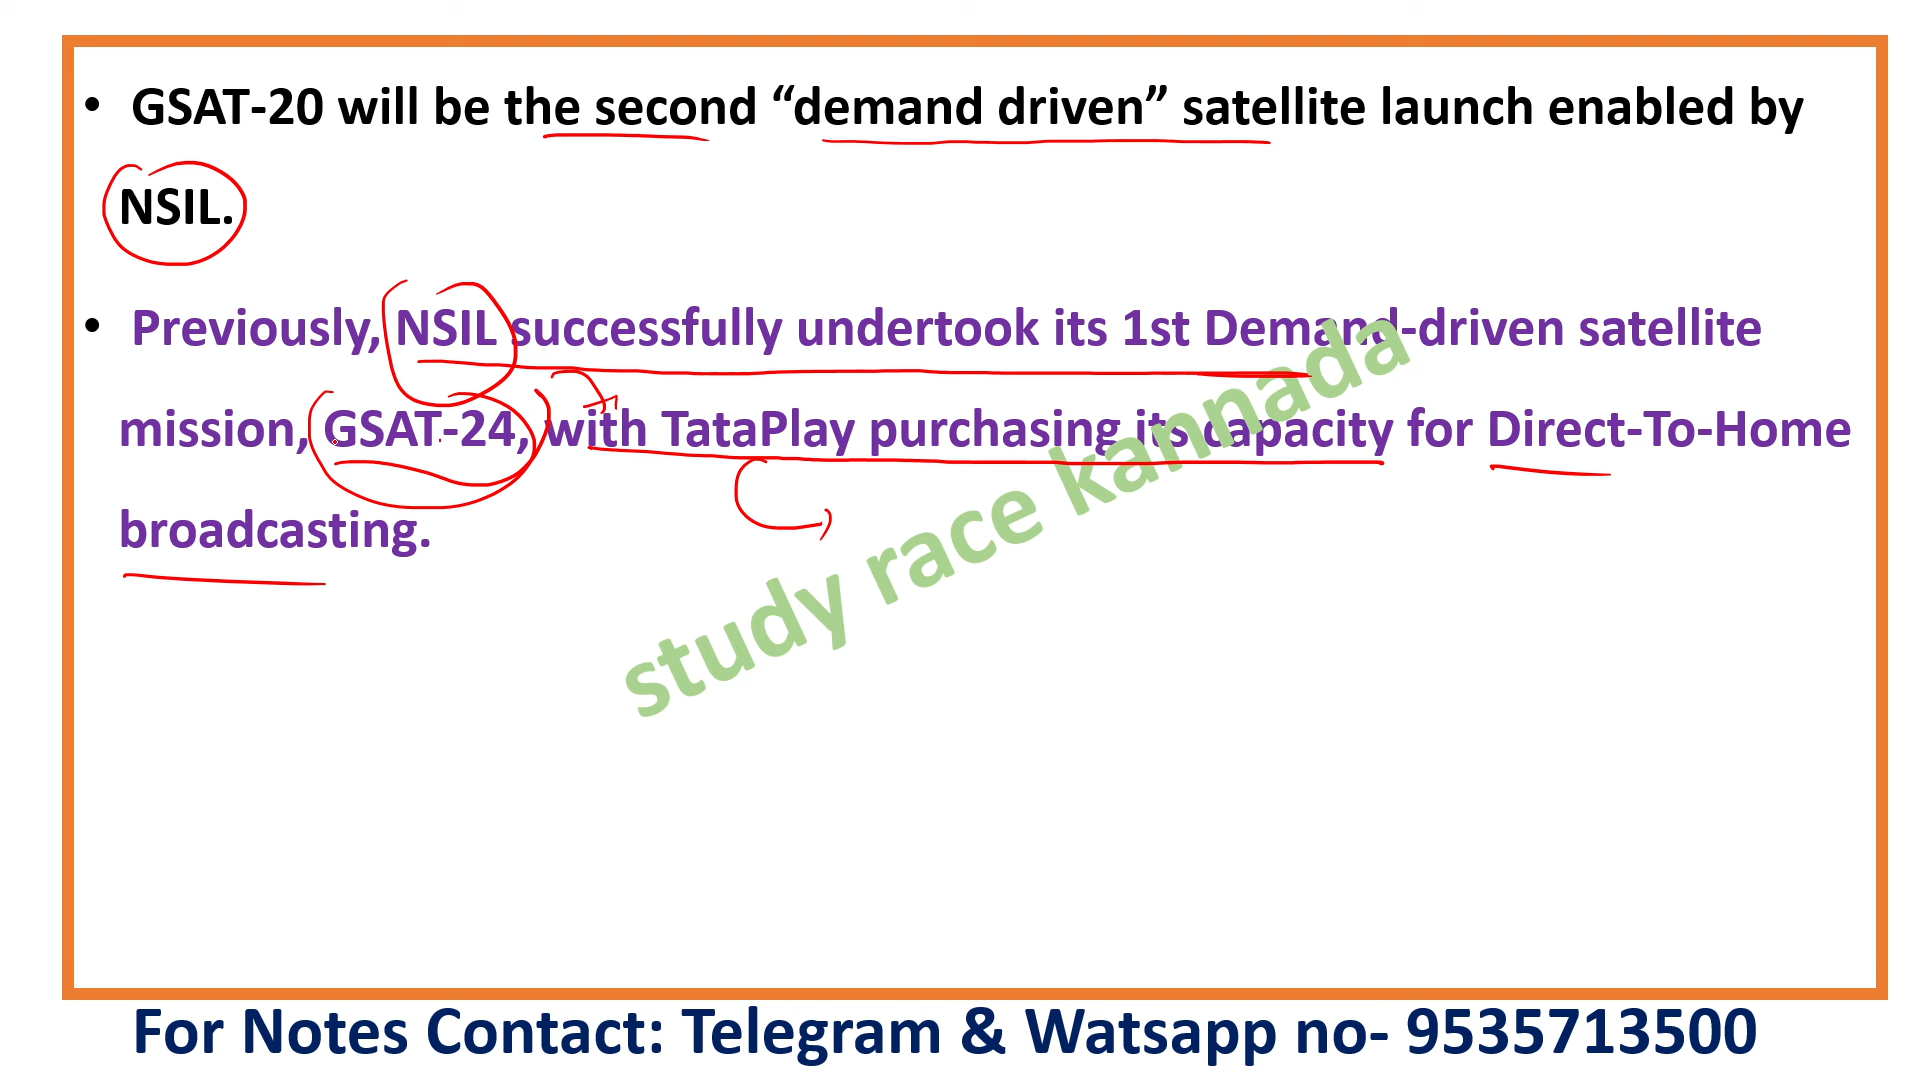 • GSAT-20 will be the second “demand driven” satellite launch enabled by
NSIL.
• Previously, NSIL successfully undertook its 1st Demand-driven satellite
mission, GSAT-24, with TataPlay purchasing its capacity for Direct-To-Home
broadcasting.
study race kannada
For Notes Contact: Telegram & Watsapp no- 9535713500